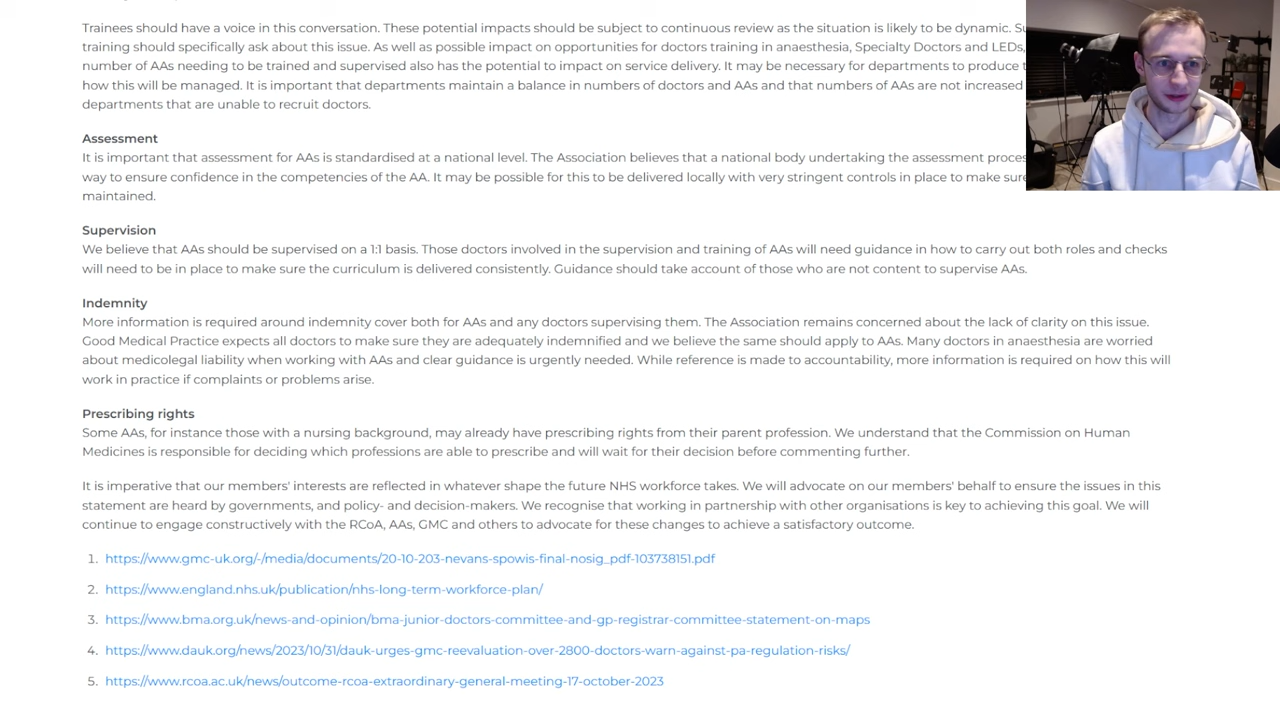 Trainees should have a voice in this conversation. These potential impacts should be subject to continuous review as the situation is likely to be dynamic.
training should specifically ask about this issue. As well as possible impact on opportunities for doctors training in anaesthesia, Specialty Doctors and LEDs,
number of AAs needing to be trained and supervised also has the potential to impact on service delivery. It may be necessary for departments to produce
how this will be managed. It is important that departments maintain a balance in numbers of doctors and AAs and that numbers of AAs are not increased
departments that are unable to recruit doctors.
Assessment
It is important that assessment for AAs is standardised at a national level. The Association believes that a national body undertaking the assessment
way to ensure confidence in the competencies of the AA. It may be possible for this to be delivered locally with very stringent controls in place to make sure
maintained.
Supervision
We believe that AAs should be supervised on a 1:1 basis. Those doctors involved in the supervision and training of AAs will need guidance in how to carry out both roles and checks
will need to be in place to make sure the curriculum is delivered consistently. Guidance should take account of those who are not content to supervise AAs.
Indemnity
More information is required around indemnity cover both for AAs and any doctors supervising them. The Association remains concerned about the lack of clarity on this issue.
Good Medical Practice expects all doctors to make sure they are adequately indemnified and we believe the same should apply to AAs. Many doctors in anaesthesia are worried
about medicolegal liability when working with AAs and clear guidance is urgently needed. While reference is made to accountability, more information is required on how this will
work in practice if complaints or problems arise.
Prescribing rights
Some AAs, for instance those with a nursing background, may already have prescribing rights from their parent profession. We understand that the Commission on Human
Medicines is responsible for deciding which professions are able to prescribe and will wait for their decision before commenting further.
It is imperative that our members' interests are reflected in whatever shape the future NHS workforce takes. We will advocate on our members' behalf to ensure the issues in this
statement are heard by governments, and policy- and decision-makers. We recognise that working in partnership with other organisations is key to achieving this goal. We will
continue to engage constructively with the RCoA, AAs, GMC and others to advocate for these changes to achieve a satisfactory outcome.
1. https://www.gmc-uk.org/-/media/documents/20-10-203-nevans-spowis-final-nosig_pdf-103738151.pdf
2. https://www.england.nhs.uk/publication/nhs-long-term-workforce-plan/
3. https://www.bma.org.uk/news-and-opinion/bma-junior-doctors-committee-and-gp-registrar-committee-statement-on-maps
4. https://www.dauk.org/news/2023/10/31/dauk-urges-gmc-reevaluation-over-2800-doctors-warn-against-pa-regulation-risks/
5. https://www.rcoa.ac.uk/news/outcome-rcoa-extraordinary-general-meeting-17-october-2023